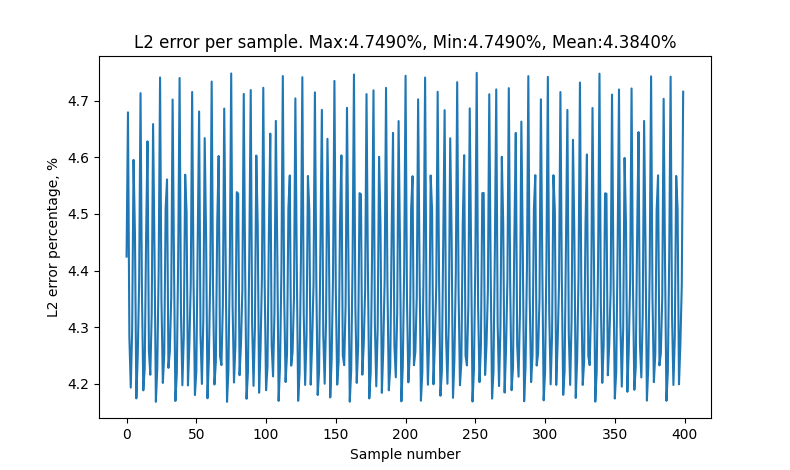 L2 error per sample. Max:4.7490%, Min:4.7490%, Mean:4.3840%
L2 error percentage, %
4.7
4.6
4.5
4.4
4.3
4.2
0 50 100 150 200 250 300 350 400
Sample number